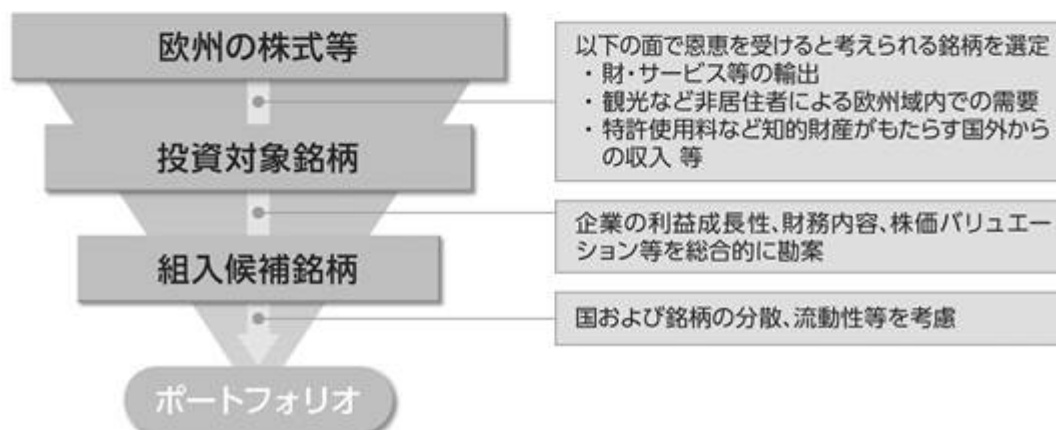 欧州の株式等
以下の面で恩恵を受けると考えられる銘柄を選定
・財・サービス等の輸出
・観光など非居住者による欧州域内での需要
・特許使用料など知的財産がもたらす国外から
の収入 等
投資対象銘柄
企業の利益成長性、財務内容、株価バリュエー
ション等を総合的に勘案
組入候補銘柄
国および銘柄の分散、流動性等を考慮
ポートフォリオ